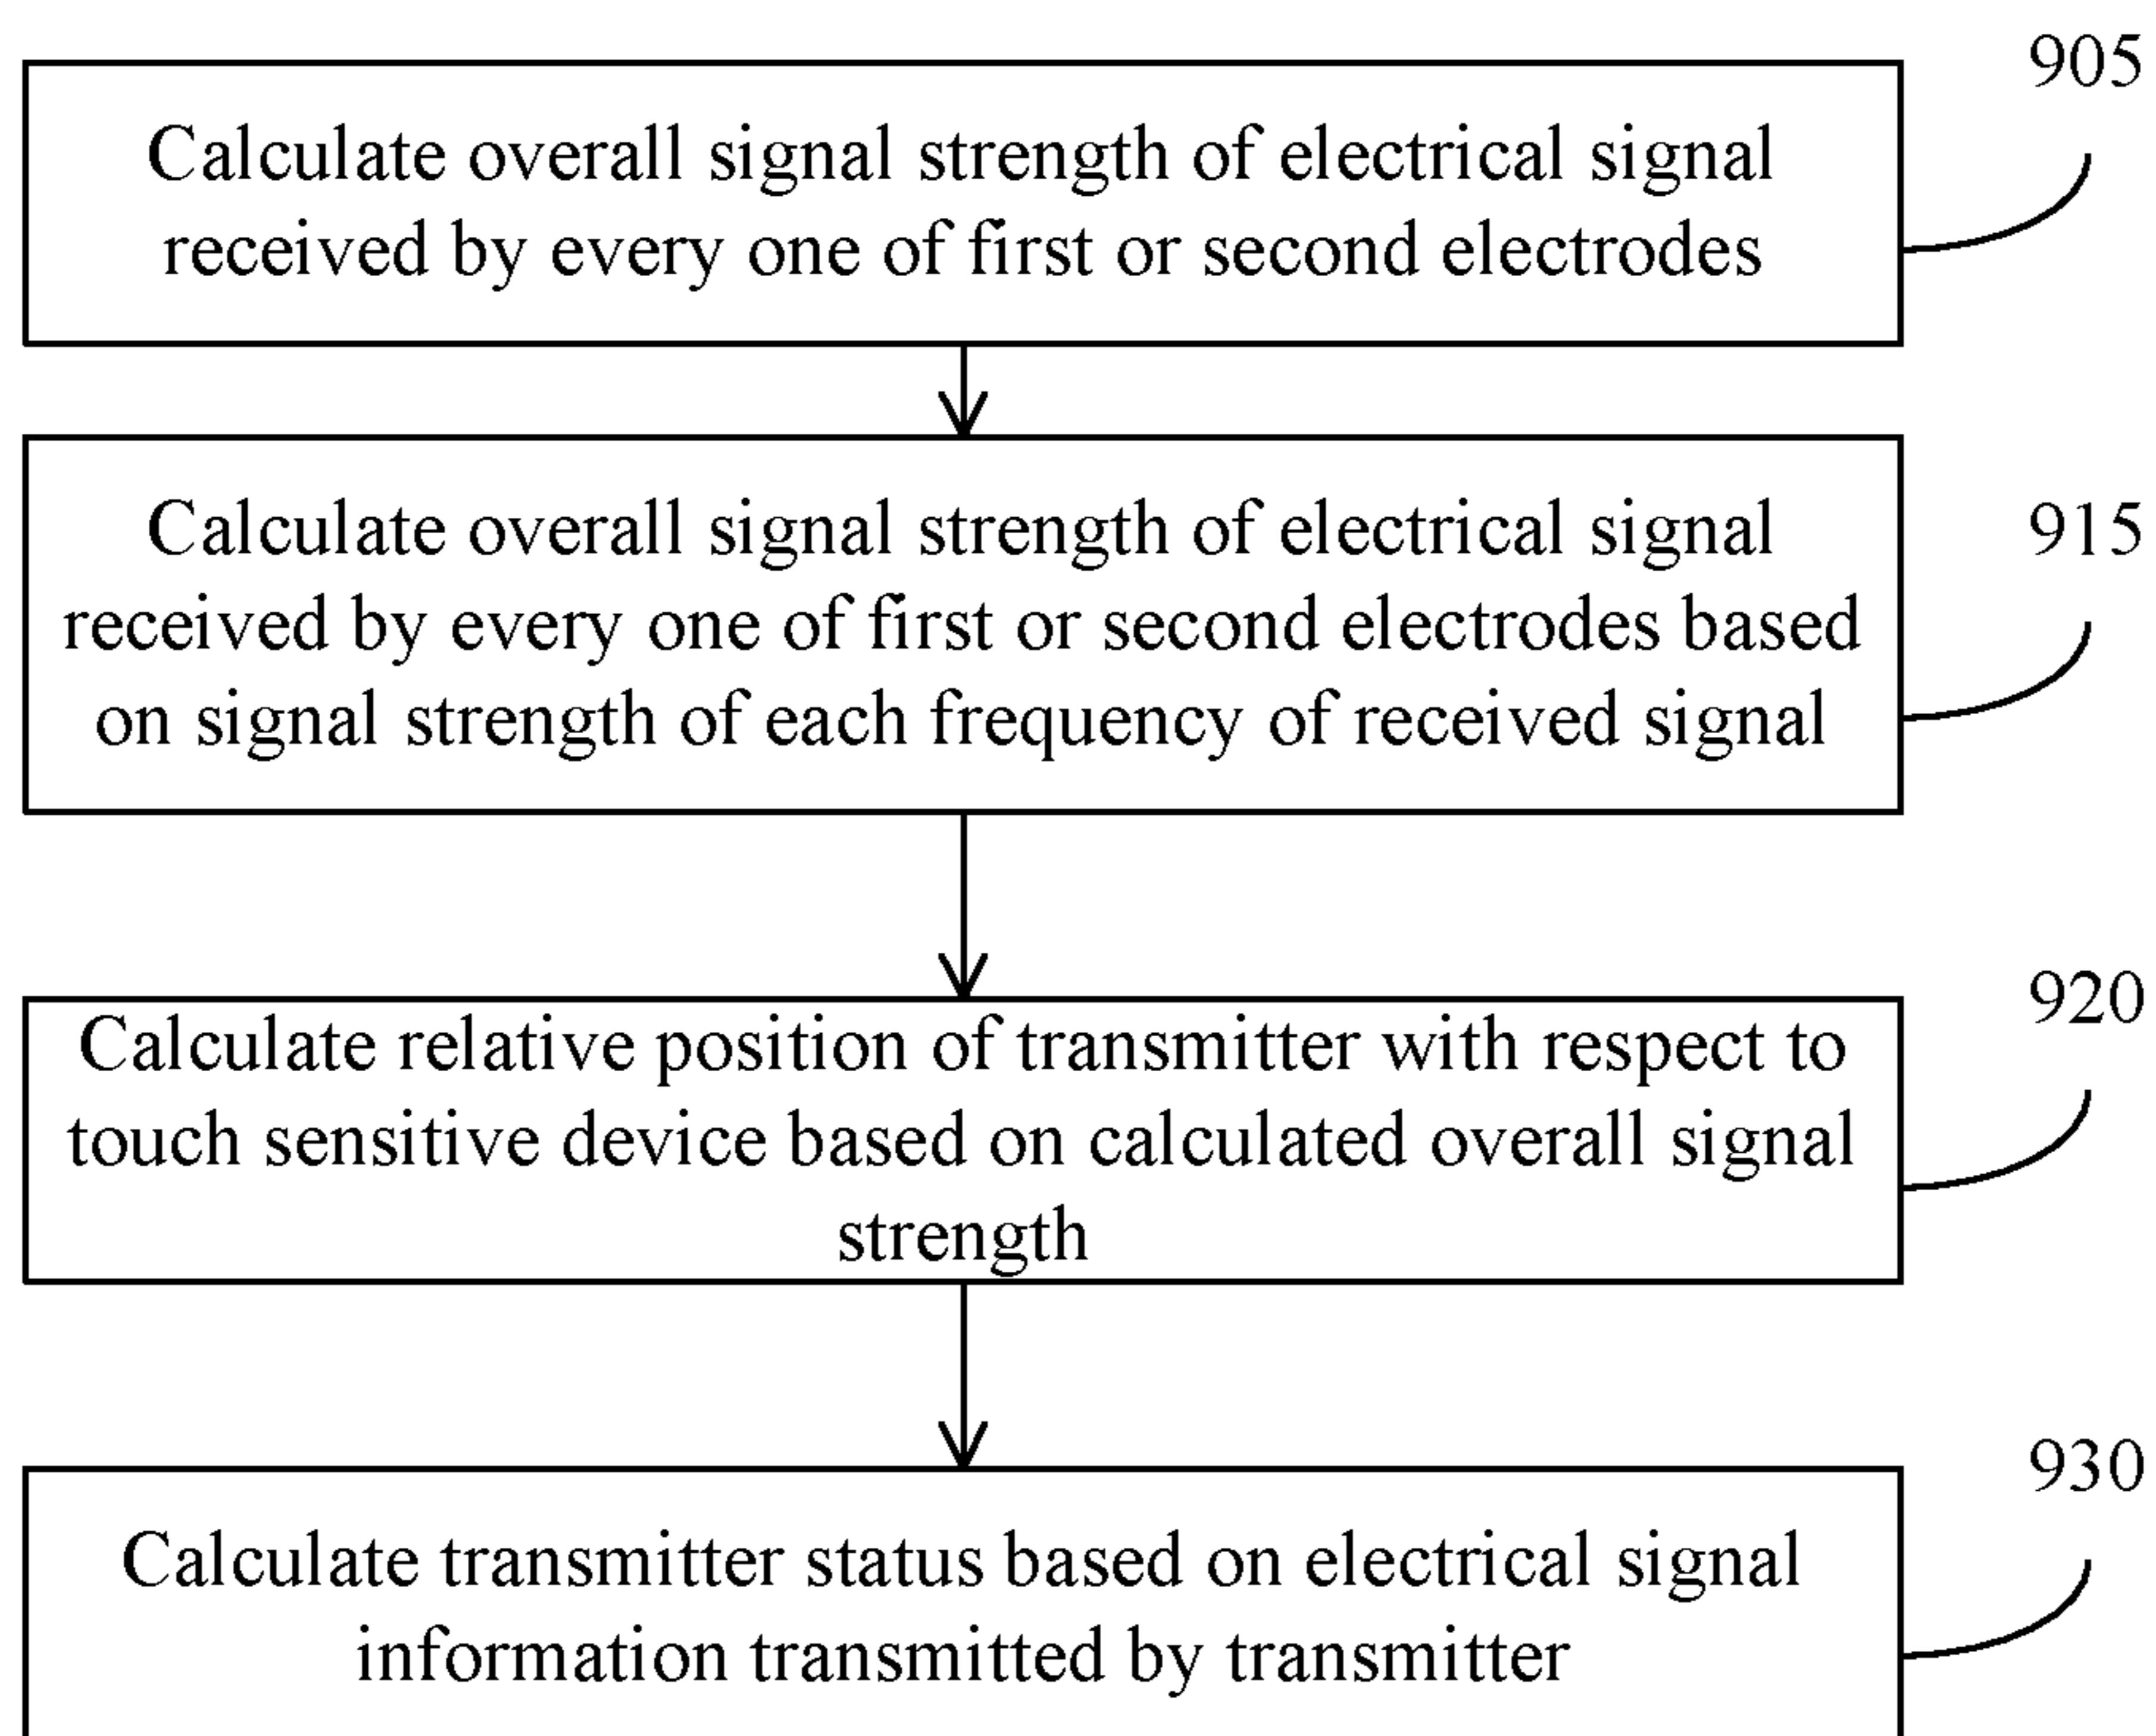 905
Calculate overall signal strength of electrical signal
received by every one of first or second electrodes
Calculate overall signal strength of electrical signal
915
received by every one of first or second electrodes based
on signal strength of each frequency of received signal
920
Calculate relative position of transmitter with respect to
touch sensitive device based on calculated overall signal
strength
930
Calculate transmitter status based on electrical signal
information transmitted by transmitter